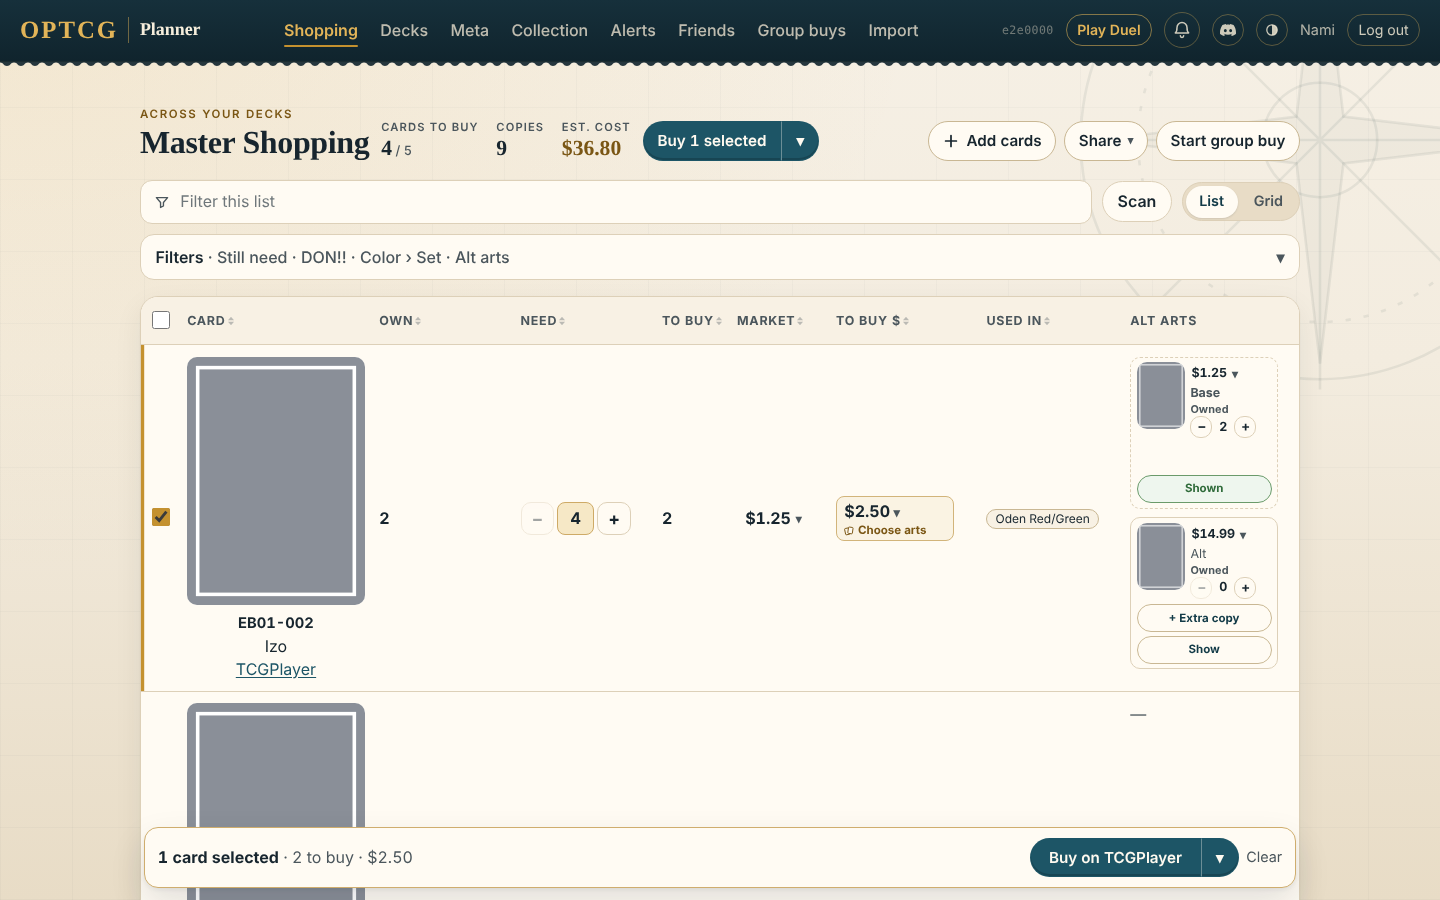 OPTCG Planner Shopping Decks Meta Collection Alerts Friends Group buys Import e2e0000 Play Duel Nami Log out
ACROSS YOUR DECKS
Master Shopping
CARDS TO BUY COPIES EST. COST
4 / 5 9 $36.80
Buy 1 selected ▼
+ Add cards Share ▾ Start group buy
Filter this list
Scan List Grid
Filters · Still need · DON!! · Color › Set · Alt arts ▼
CARD OWN NEED TO BUY MARKET TO BUY $ USED IN ALT ARTS
2 − 4 + 2 $1.25 ▼ $2.50 ▼
Choose arts
Oden Red/Green
EB01-002
Izo
TCGPlayer
$1.25 ▼
Base
Owned
− 2 +
Shown
$14.99 ▼
Alt
Owned
− 0 +
+ Extra copy
Show
—
1 card selected · 2 to buy · $2.50
Buy on TCGPlayer ▼ Clear